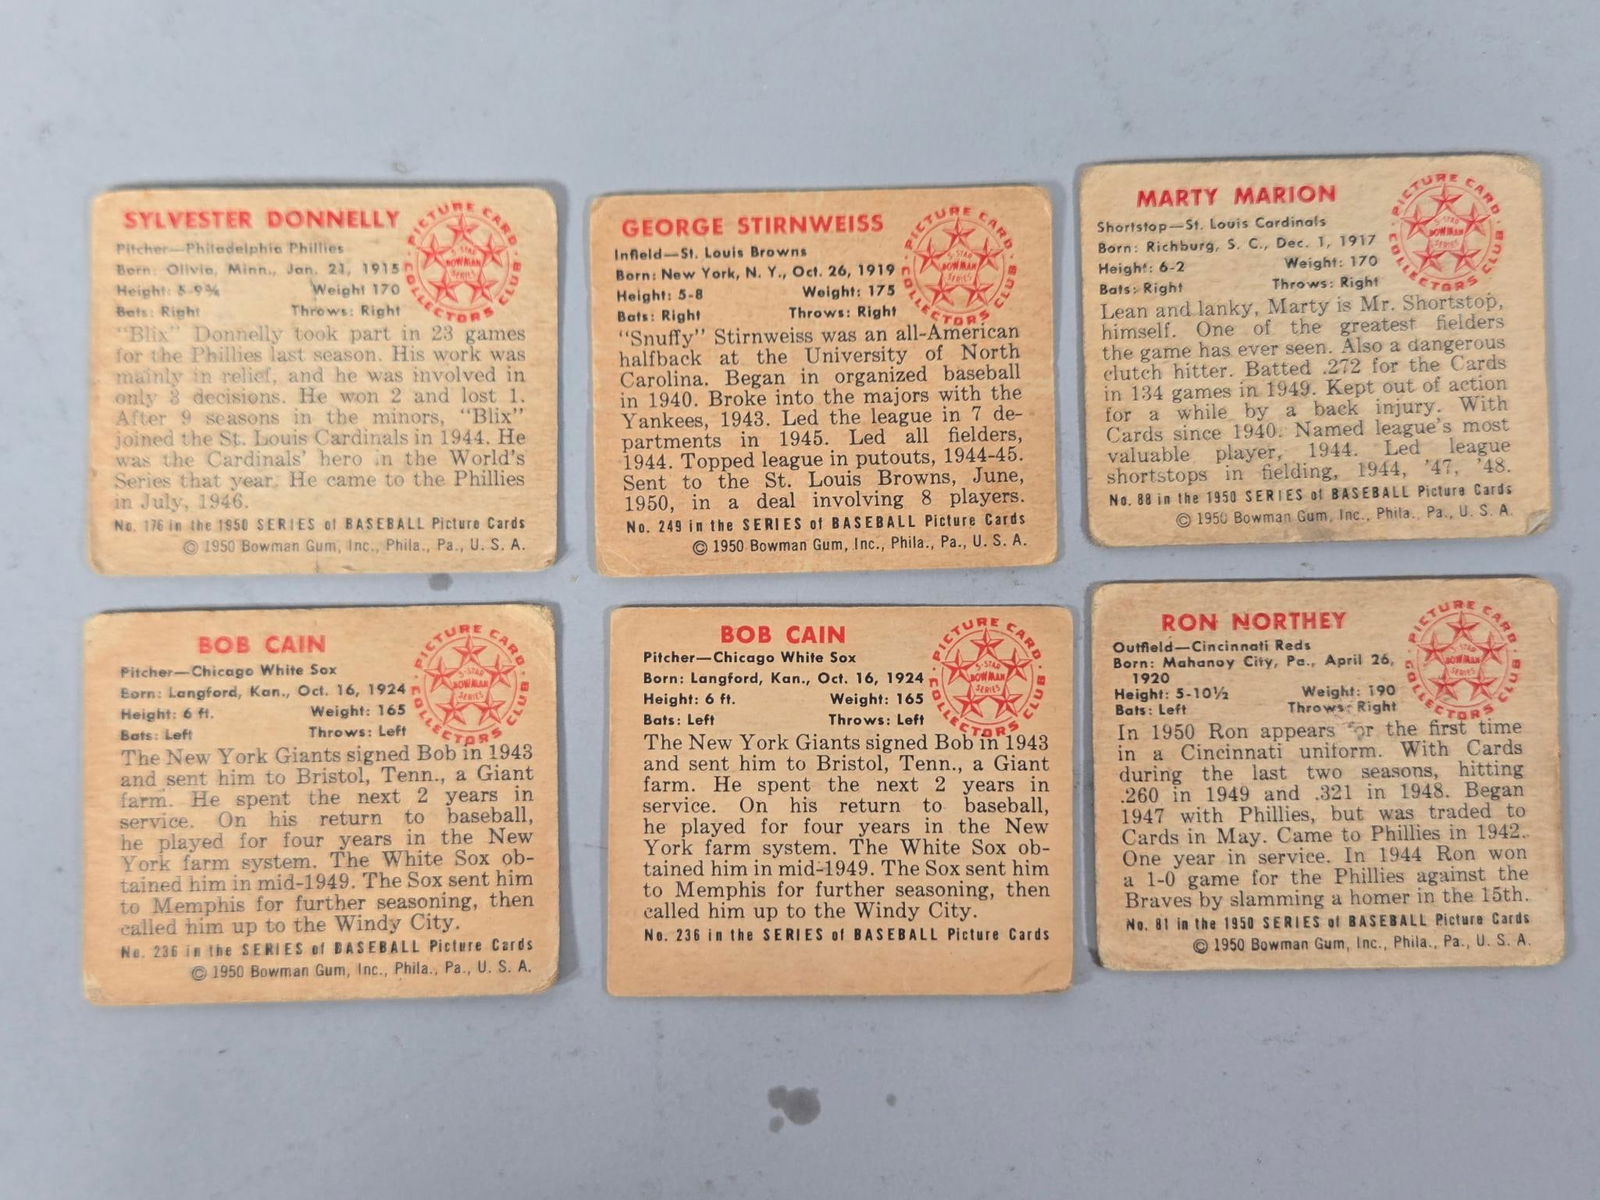 SYLVESTER DONNELLY
Pitcher—Philadelphia Phillies
Born: Olivia, Minn., Jan. 21, 1915
Height: 5-9¾ Weight 170
Bats: Right Throws: Right
PICTURE CARD COLLECTORS CLUB
5-STAR
BOWMAN
SERIES
"Blix" Donnelly took part in 23 games
for the Phillies last season. His work was
mainly in relief, and he was involved in
only 3 decisions. He won 2 and lost 1.
After 9 seasons in the minors, "Blix"
joined the St. Louis Cardinals in 1944. He
was the Cardinals' hero in the World's
Series that year. He came to the Phillies
in July, 1946.
No. 176 in the 1950 SERIES of BASEBALL Picture Cards
© 1950 Bowman Gum, Inc., Phila., Pa., U. S. A.
GEORGE STIRNWEISS
Infield—St. Louis Browns
Born: New York, N. Y., Oct. 26, 1919
Height: 5-8 Weight: 175
Bats: Right Throws: Right
PICTURE CARD COLLECTORS CLUB
5-STAR
BOWMAN
SERIES
"Snuffy" Stirnweiss was an all-American
halfback at the University of North
Carolina. Began in organized baseball
in 1940. Broke into the majors with the
Yankees, 1943. Led the league in 7 de-
partments in 1945. Led all fielders,
1944. Topped league in putouts, 1944-45.
Sent to the St. Louis Browns, June,
1950, in a deal involving 8 players.
No. 249 in the SERIES of BASEBALL Picture Cards
© 1950 Bowman Gum, Inc., Phila., Pa., U. S. A.
MARTY MARION
Shortstop—St. Louis Cardinals
Born: Richburg, S. C., Dec. 1, 1917
Height: 6-2 Weight: 170
Bats: Right Throws: Right
PICTURE CARD COLLECTORS CLUB
5-STAR
BOWMAN
SERIES
Lean and lanky, Marty is Mr. Shortstop,
himself. One of the greatest fielders
the game has ever seen. Also a dangerous
clutch hitter. Batted .272 for the Cards
in 134 games in 1949. Kept out of action
for a while by a back injury. With
Cards since 1940. Named league's most
valuable player, 1944. Led league
shortstops in fielding, 1944, '47, '48.
No. 88 in the 1950 SERIES of BASEBALL Picture Cards
© 1950 Bowman Gum, Inc., Phila., Pa., U. S. A.
BOB CAIN
Pitcher—Chicago White Sox
Born: Langford, Kan., Oct. 16, 1924
Height: 6 ft. Weight: 165
Bats: Left Throws: Left
PICTURE CARD COLLECTORS CLUB
5-STAR
BOWMAN
SERIES
The New York Giants signed Bob in 1943
and sent him to Bristol, Tenn., a Giant
farm. He spent the next 2 years in
service. On his return to baseball,
he played for four years in the New
York farm system. The White Sox ob-
tained him in mid-1949. The Sox sent him
to Memphis for further seasoning, then
called him up to the Windy City.
No. 236 in the SERIES of BASEBALL Picture Cards
© 1950 Bowman Gum, Inc., Phila., Pa., U. S. A.
BOB CAIN
Pitcher—Chicago White Sox
Born: Langford, Kan., Oct. 16, 1924
Height: 6 ft. Weight: 165
Bats: Left Throws: Left
PICTURE CARD COLLECTORS CLUB
5-STAR
BOWMAN
SERIES
The New York Giants signed Bob in 1943
and sent him to Bristol, Tenn., a Giant
farm. He spent the next 2 years in
service. On his return to baseball,
he played for four years in the New
York farm system. The White Sox ob-
tained him in mid-1949. The Sox sent him
to Memphis for further seasoning, then
called him up to the Windy City.
No. 236 in the SERIES of BASEBALL Picture Cards
RON NORTHEY
Outfield—Cincinnati Reds
Born: Mahanoy City, Pa., April 26,
1920
Height: 5-10½ Weight: 190
Bats: Left Throws: Right
PICTURE CARD COLLECTORS CLUB
5-STAR
BOWMAN
SERIES
In 1950 Ron appears for the first time
in a Cincinnati uniform. With Cards
during the last two seasons, hitting
.260 in 1949 and .321 in 1948. Began
1947 with Phillies, but was traded to
Cards in May. Came to Phillies in 1942.
One year in service. In 1944 Ron won
a 1-0 game for the Phillies against the
Braves by slamming a homer in the 15th.
No. 81 in the 1950 SERIES of BASEBALL Picture Cards
© 1950 Bowman Gum, Inc., Phila., Pa., U. S. A.